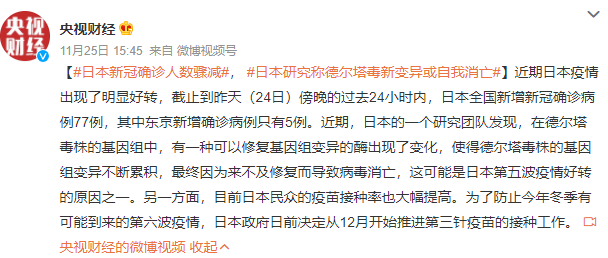 央视财经
央视财经
11月25日 15:45 来自 微博视频号
【#日本新冠确诊人数骤减#，#日本研究称德尔塔毒新变异或自我消亡#】近期日本疫情
出现了明显好转，截止到昨天（24日）傍晚的过去24小时内，日本全国新增新冠确诊病
例77例，其中东京新增确诊病例只有5例。近期，日本的一个研究团队发现，在德尔塔
毒株的基因组中，有一种可以修复基因组变异的酶出现了变化，使得德尔塔毒株的基因
组变异不断累积，最终因为来不及修复而导致病毒消亡，这可能是日本第五波疫情好转
的原因之一。另一方面，目前日本民众的疫苗接种率也大幅提高。为了防止今年冬季有
可能到来的第六波疫情，日本政府日前决定从12月开始推进第三针疫苗的接种工作。
央视财经的微博视频 收起